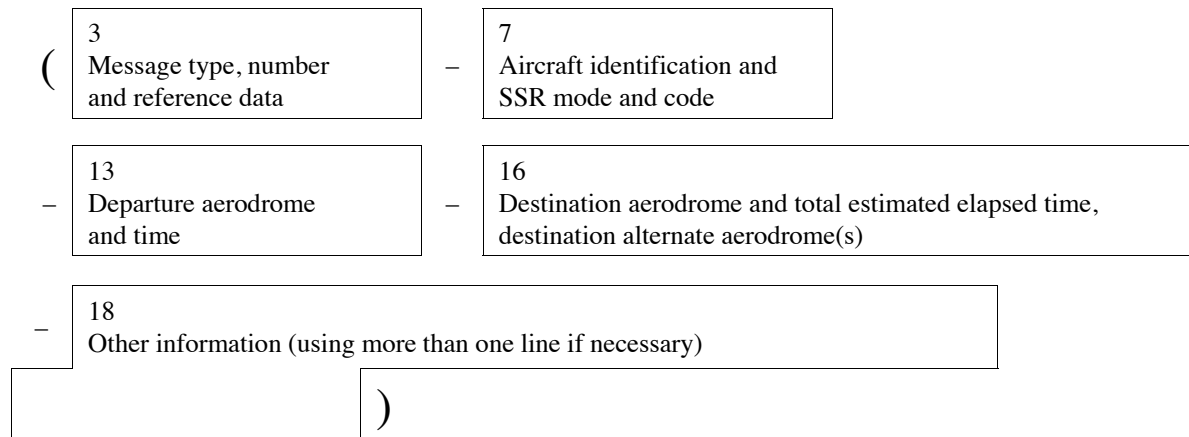 (
3
Message type, number
and reference data
–
7
Aircraft identification and
SSR mode and code
–
13
Departure aerodrome
and time
–
16
Destination aerodrome and total estimated elapsed time,
destination alternate aerodrome(s)
–
18
Other information (using more than one line if necessary)
)